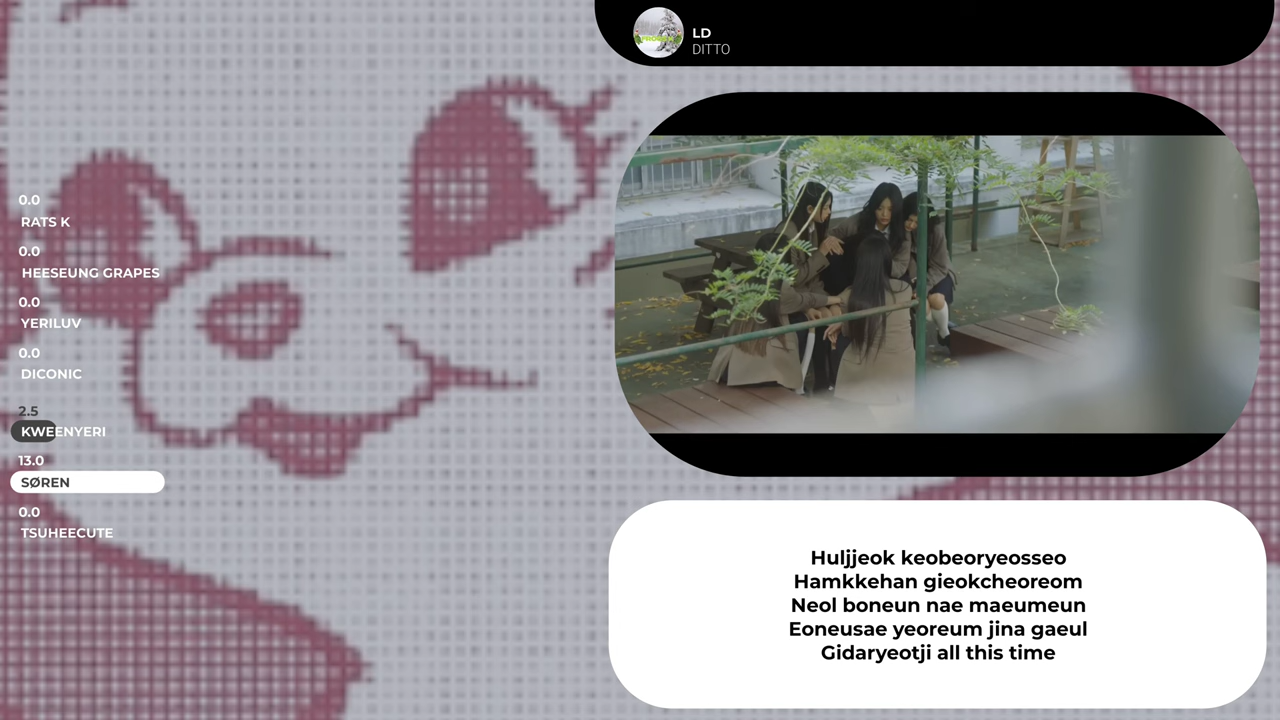 LD
DITTO
0.0
RATS K
0.0
HEESEUNG GRAPES
0.0
YERILUV
0.0
DICONIC
2.5
KWEENYERI
13.0
SØREN
0.0
TSUHEECUTE
Huljjeok keobeoryeosseo
Hamkkehan gieokcheoreom
Neol boneun nae maeumeun
Eoneusae yeoreum jina gaeul
Gidaryeotji all this time